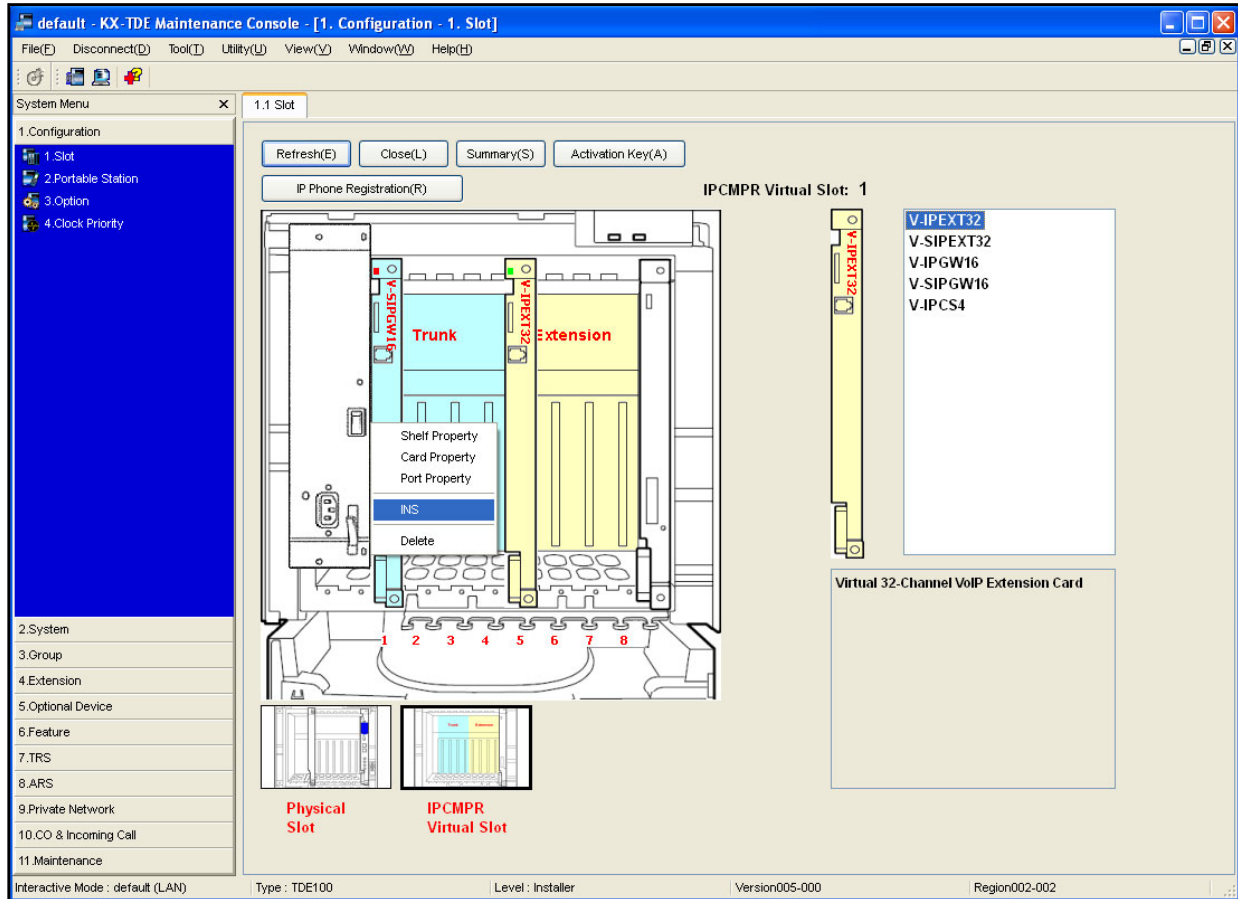 default - KX-TDE Maintenance Console - [1. Configuration - 1. Slot]
File(F) Disconnect(D) Tool(T) Utility(U) View(V) Window(W) Help(H)
System Menu X
1.1 Slot
1.Configuration
1.Slot
2.Portable Station
3.Option
4.Clock Priority
Refresh(E) Close(L) Summary(S) Activation Key(A)
IP Phone Registration(R)
IPCMPR Virtual Slot: 1
V-SIPGW16
Trunk
V-IPEXT32
Extension
V-IPEXT32
V-IPEXT32
V-SIPEXT32
V-IPGW16
V-SIPGW16
V-IPCS4
Shelf Property
Card Property
Port Property
INS
Delete
Virtual 32-Channel VoIP Extension Card
1 2 3 4 5 6 7 8
2.System
3.Group
4.Extension
5.Optional Device
6.Feature
7.TRS
8.ARS
9.Private Network
10.CO & Incoming Call
11.Maintenance
Trunk Extension
Physical Slot
IPCMPR Virtual Slot
Interactive Mode : default (LAN) Type : TDE100 Level : Installer Version005-000 Region002-002